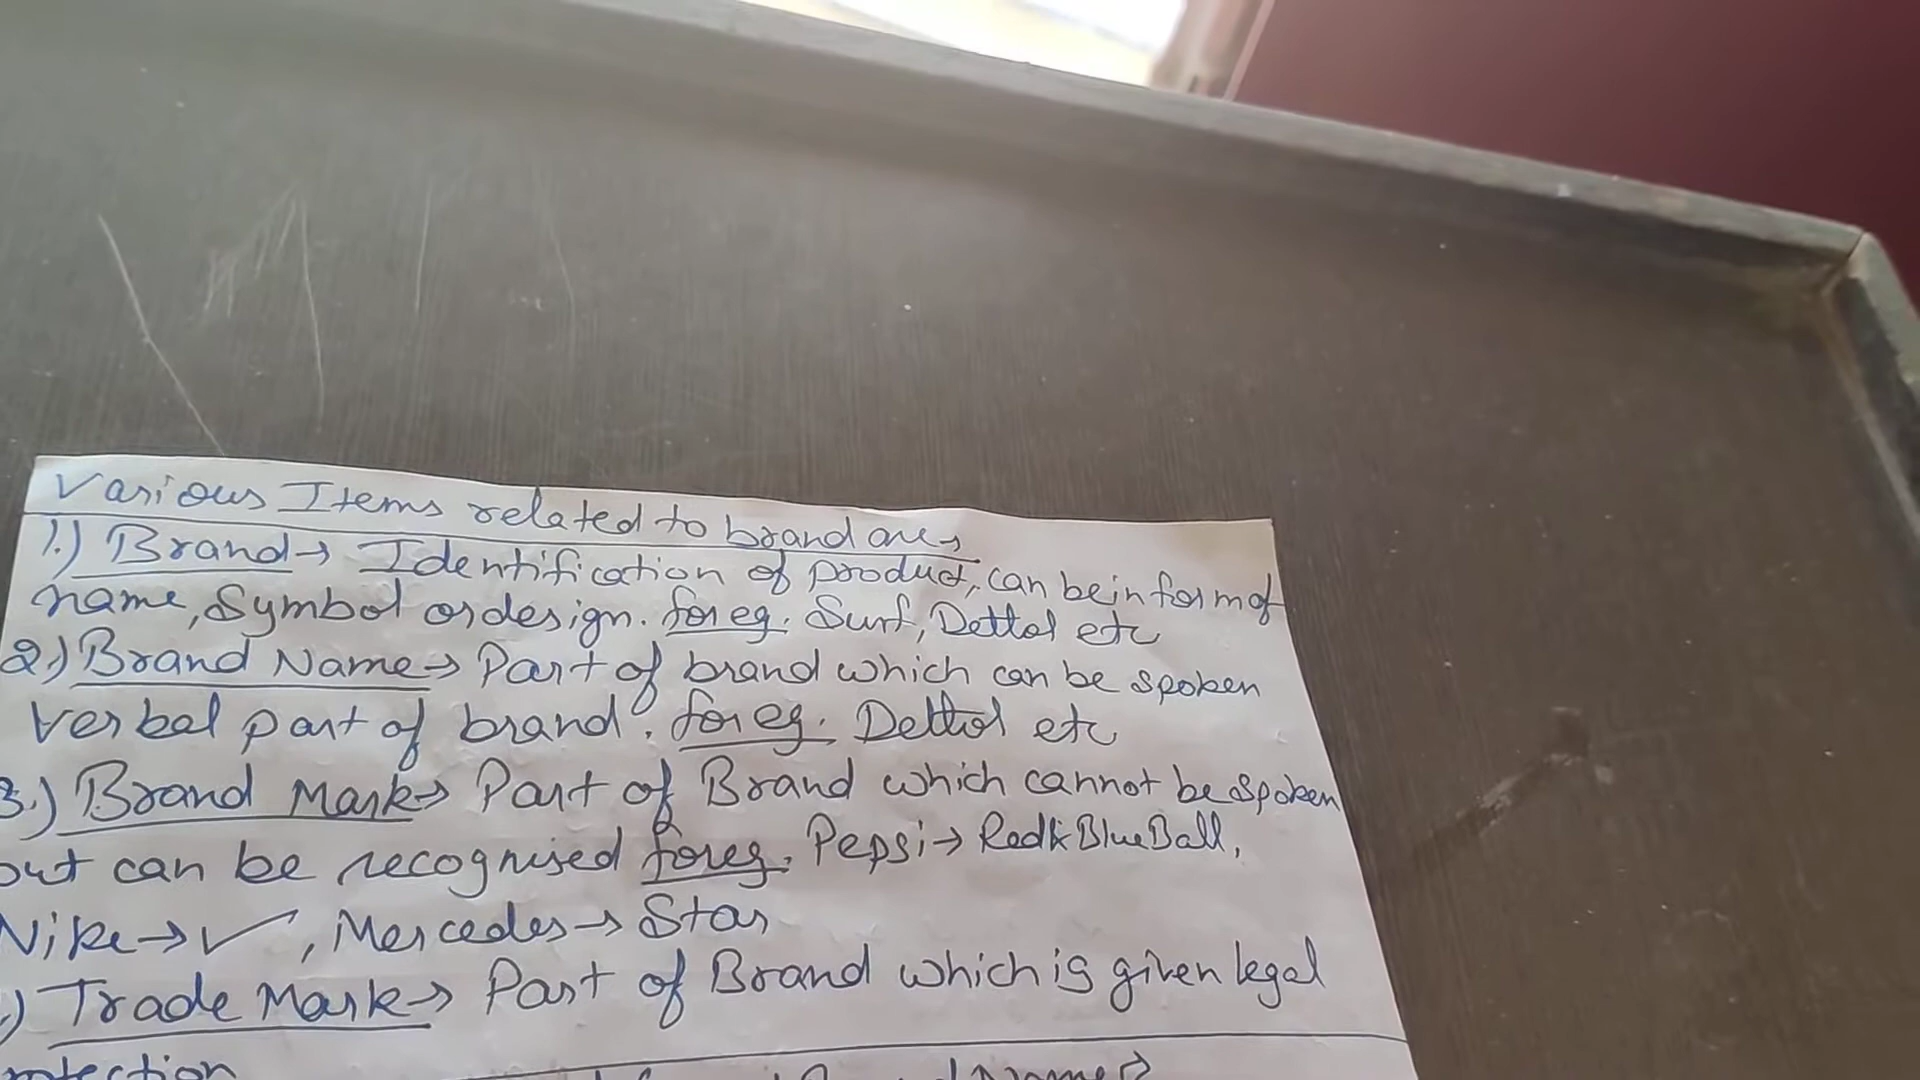 Various Items related to brand are→
1.) Brand→ Identification of product, can be in form of
name, Symbol or design. for eg. Surf, Dettol etc
2.) Brand Name→ Part of brand which can be spoken
Verbal part of brand. for eg. Dettol etc
3.) Brand Mark→ Part of Brand which cannot be spoken
but can be recognised for eg. Pepsi→ Red & Blue Ball,
Nike→ ✓, Mercedes→ Star
) Trade Mark→ Part of Brand which is given legal
protection